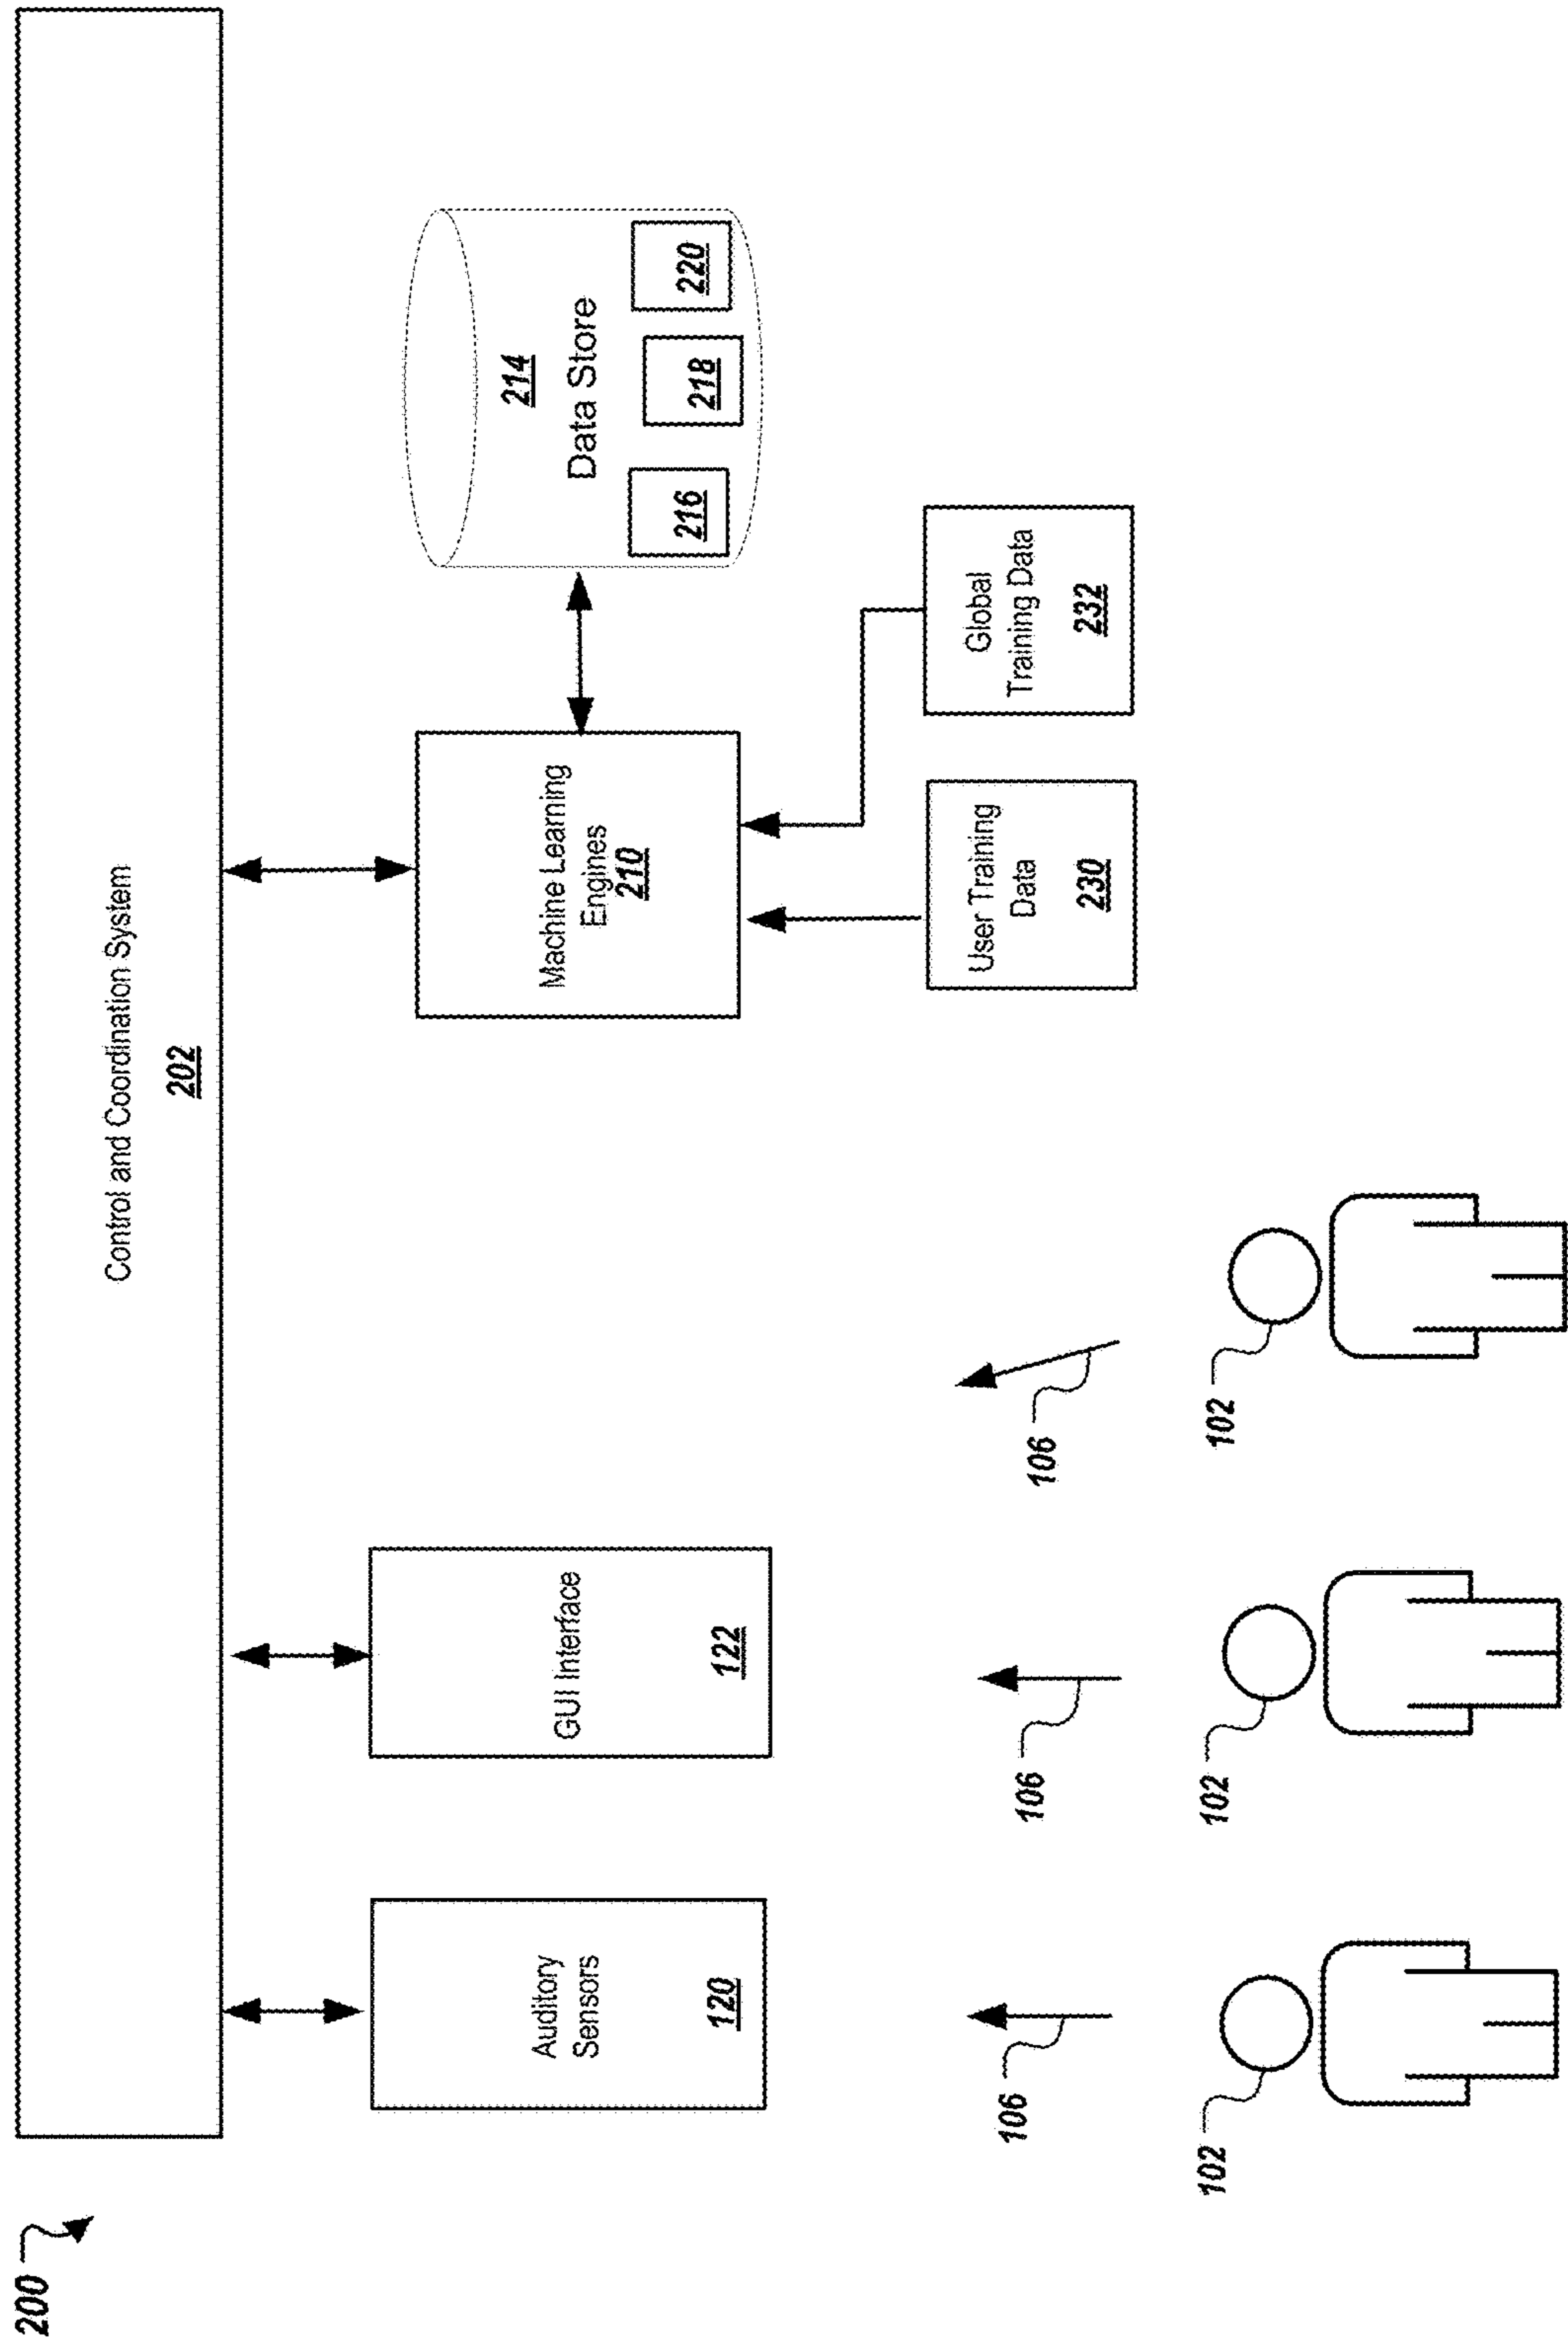 200
Control and Coordination System
202
Auditory
Sensors
120
GUI Interface
122
Machine Learning
Engines
210
214
Data Store
216
218
220
User Training
Data
230
Global
Training Data
232
106
106
106
102
102
102